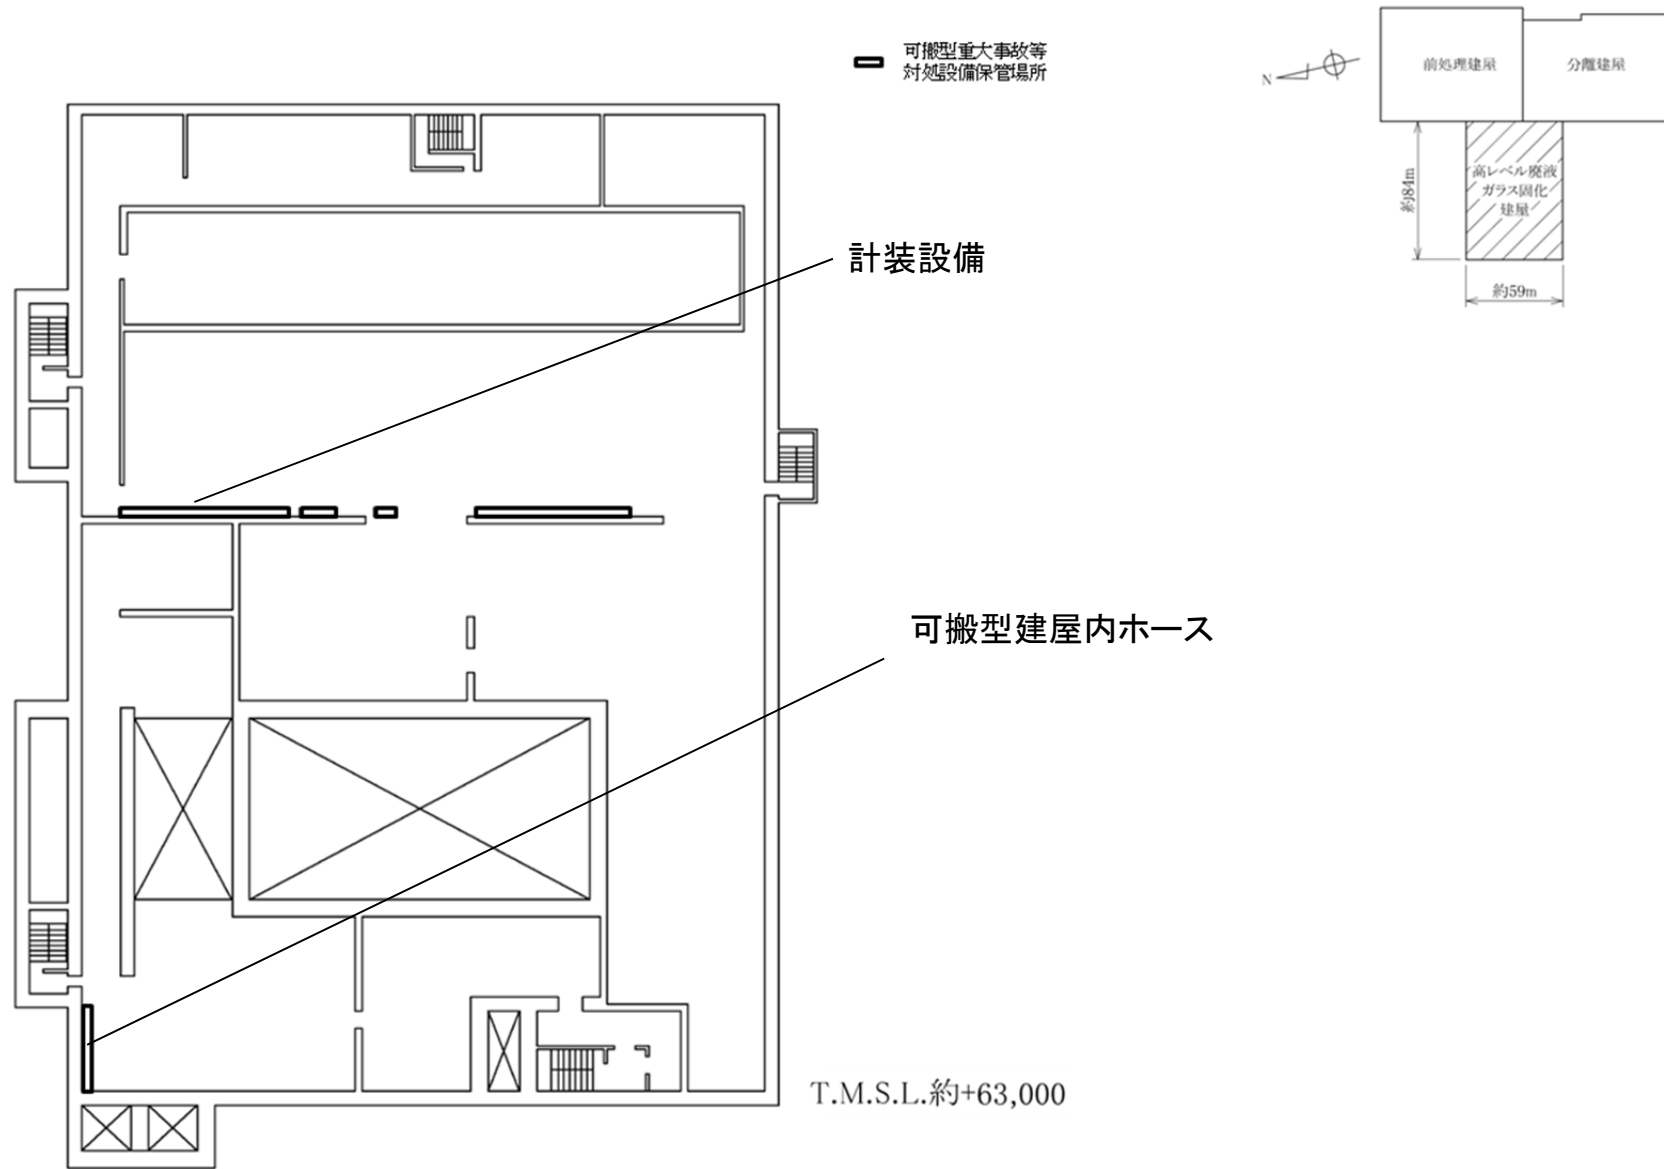 可搬型重大事故等
対処設備保管場所
N
前処理建屋
分離建屋
高レベル廃液
ガラス固化
建屋
約84m
約59m
計装設備
可搬型建屋内ホース
T.M.S.L.約+63,000